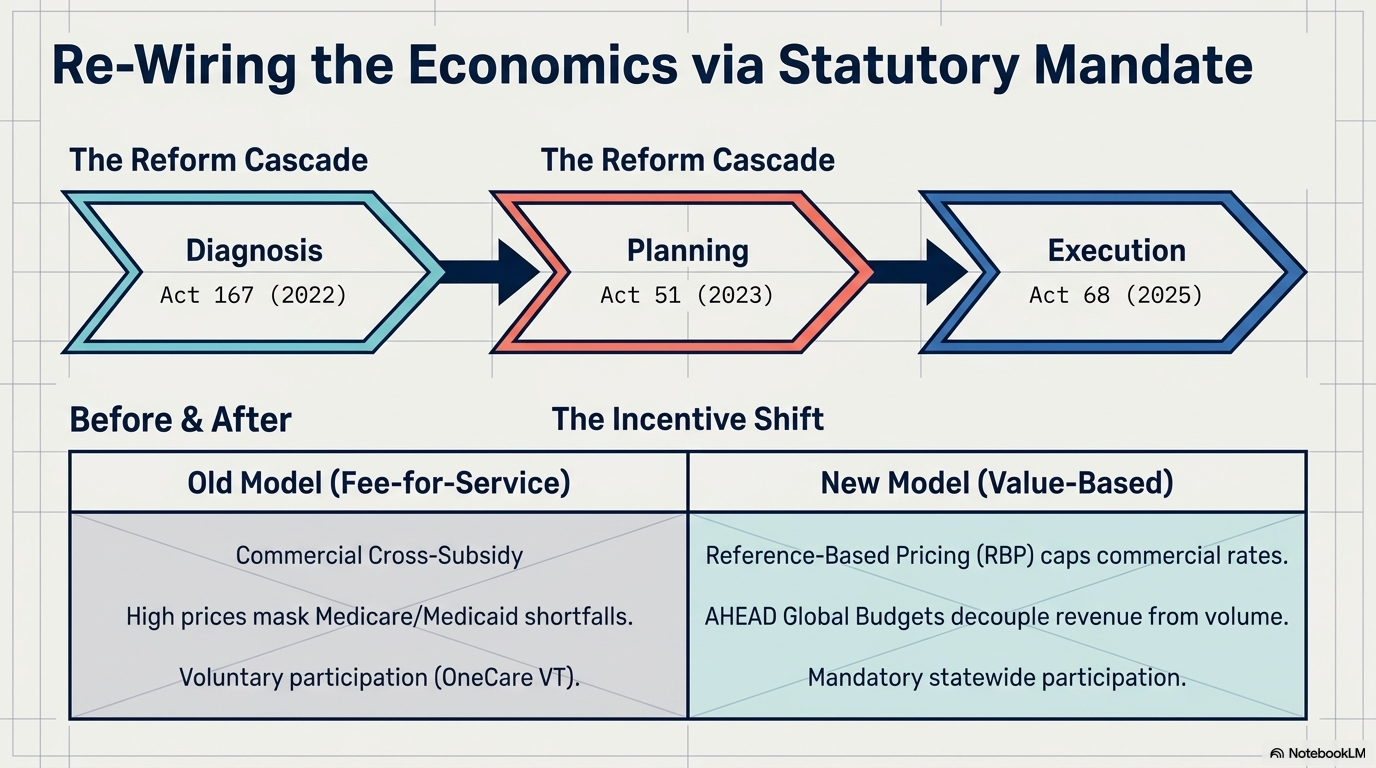 Re-Wiring the Economics via Statutory Mandate
The Reform Cascade
The Reform Cascade
Diagnosis
Act 167 (2022)
Planning
Act 51 (2023)
Execution
Act 68 (2025)
Before & After
The Incentive Shift
Old Model (Fee-for-Service)
New Model (Value-Based)
Commercial Cross-Subsidy
Reference-Based Pricing (RBP) caps commercial rates.
High prices mask Medicare/Medicaid shortfalls.
AHEAD Global Budgets decouple revenue from volume.
Voluntary participation (OneCare VT).
Mandatory statewide participation.
NotebookLM